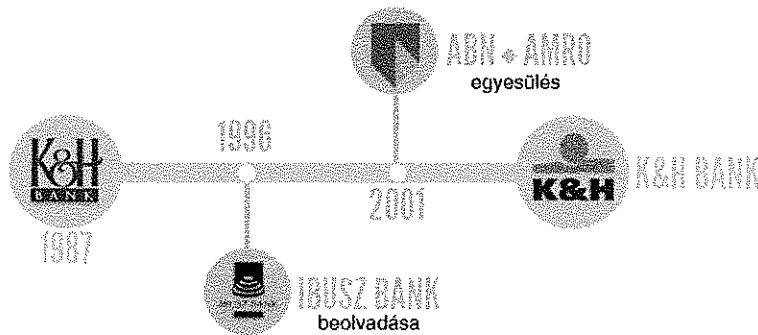 ABN + AMRO
egyesülés
1996
K&H
BANK
K&H
K&H BANK
2001
1987
IBUSZ BANK
beolvadása